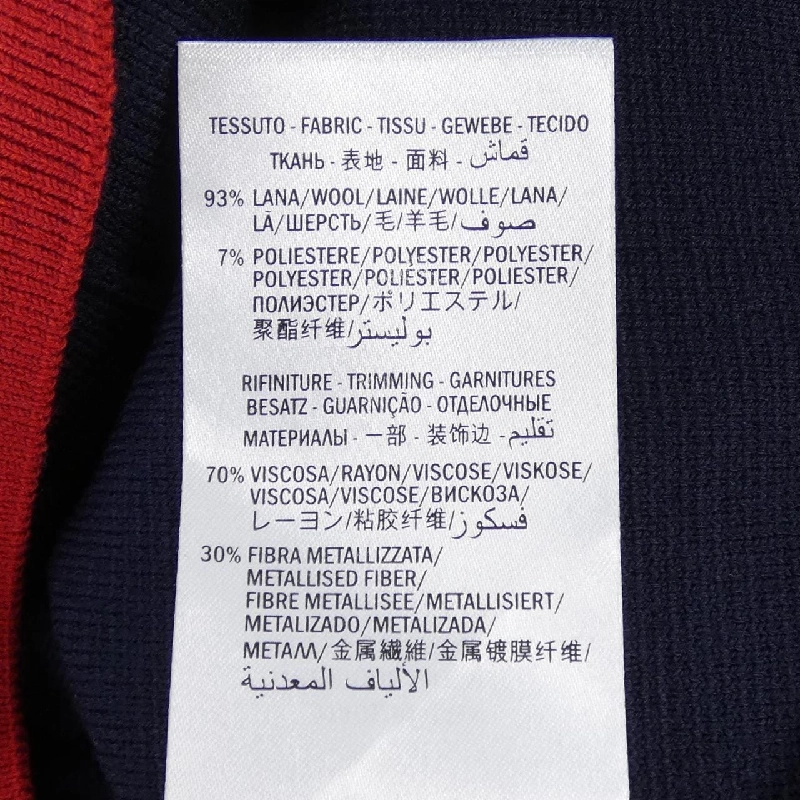 TESSUTO - FABRIC - TISSU - GEWEBE - TECIDO
ТКАНЬ - 表地 - 面料 - قماش
93% LANA/WOOL/LAINE/WOLLE/LANA/
LÃ/ШЕРСТЬ/毛/羊毛/صوف
7% POLIESTERE/POLYESTER/POLYESTER/
POLYESTER/POLIÉSTER/POLIESTER/
ПОЛИЭСТЕР/ポリエステル/
聚酯纤维/بوليستر
RIFINITURE - TRIMMING - GARNITURES
BESATZ - GUARNIÇÃO - ОТДЕЛОЧНЫЕ
МАТЕРИАЛЫ - 一部 - 装饰边 - تقليم
70% VISCOSA/RAYON/VISCOSE/VISKOSE/
VISCOSA/VISCOSE/ВИСКОЗА/
レーヨン/粘胶纤维/فسكوز
30% FIBRA METALLIZZATA/
METALLISED FIBER/
FIBRE METALLISEE/METALLISIERT/
METALIZADO/METALIZADA/
МЕТАЛЛ/金属繊維/金属镀膜纤维/
الألياف المعدنية